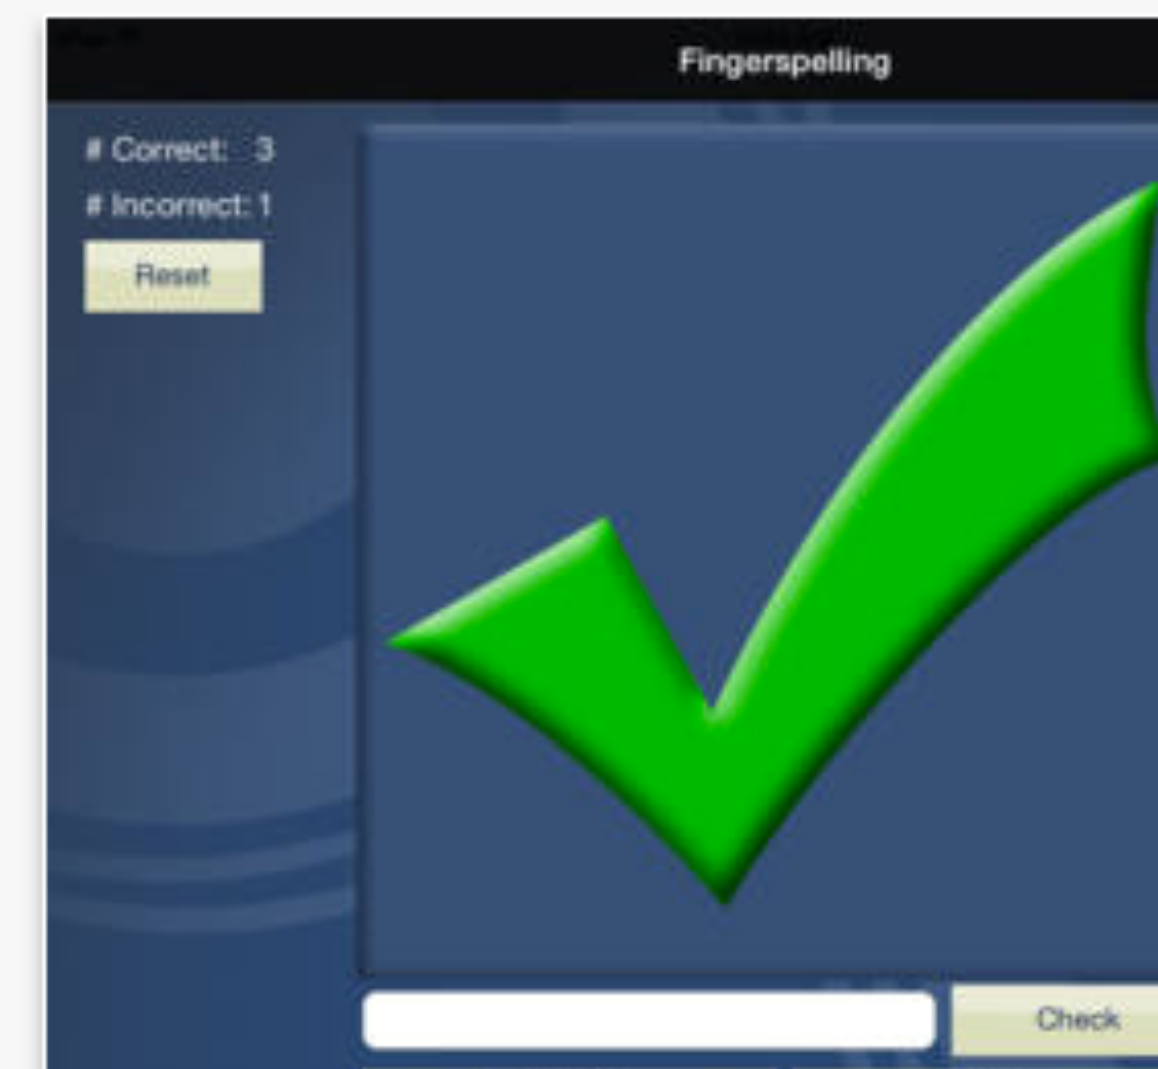 Fingerspelling
# Correct: 3
# Incorrect: 1
Reset
Check